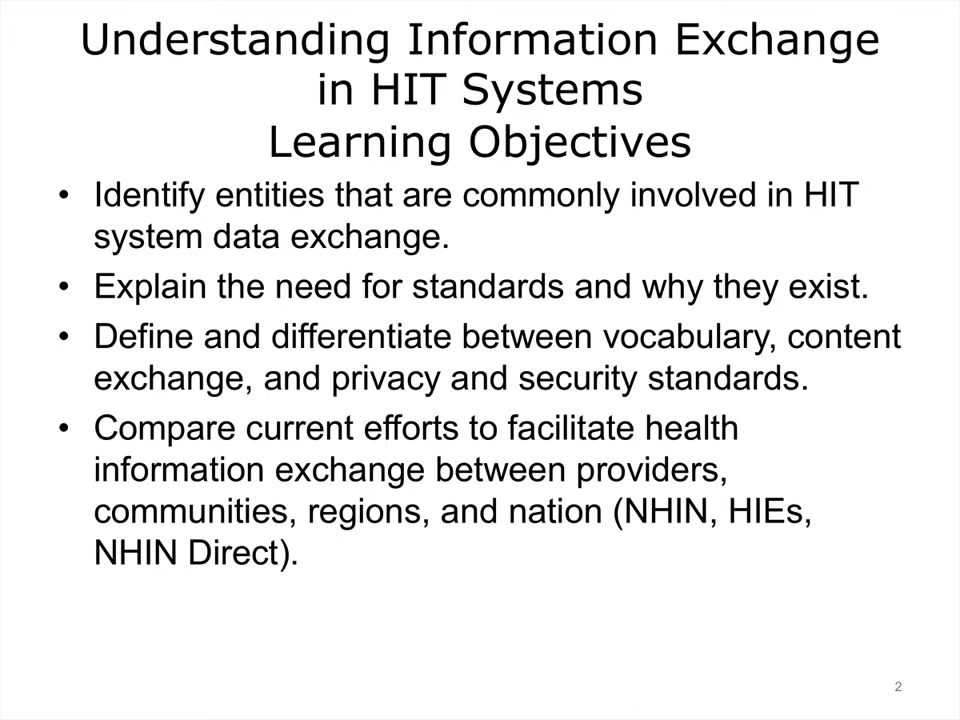 Understanding Information Exchange
in HIT Systems
Learning Objectives
• Identify entities that are commonly involved in HIT
system data exchange.
• Explain the need for standards and why they exist.
• Define and differentiate between vocabulary, content
exchange, and privacy and security standards.
• Compare current efforts to facilitate health
information exchange between providers,
communities, regions, and nation (NHIN, HIEs,
NHIN Direct).
2